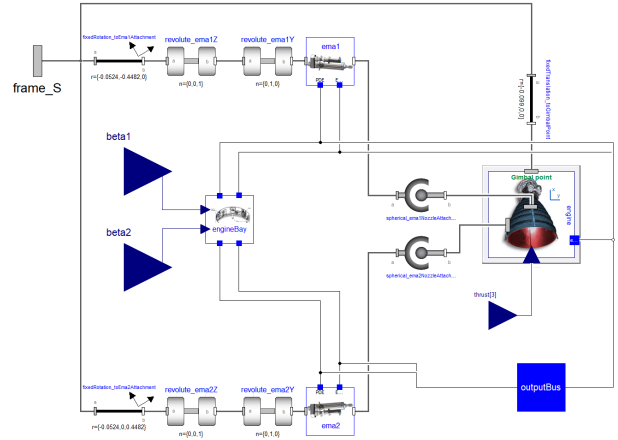 fixedRotation_toEma1Attachment
revolute_ema1Z
revolute_ema1Y
ema1
a
b
a
b
a
b
r={-0.0524,-0.4482,0}
n={0,0,1}
n={0,1,0}
PDE
E...
frame_S
fixedTranslation_toGimbalPoint
r={-0.099,0,0}
a
b
beta1
beta2
engineBay
Gimbal point
x
y
engine
a
b
spherical_ema1NozzleAttach...
a
b
spherical_ema2NozzleAttach...
thrust[3]
outputBus
fixedRotation_toEma2Attachment
revolute_ema2Z
revolute_ema2Y
PDE
E...
a
b
a
b
a
b
r={-0.0524,0,0.4482}
n={0,0,1}
n={0,1,0}
ema2